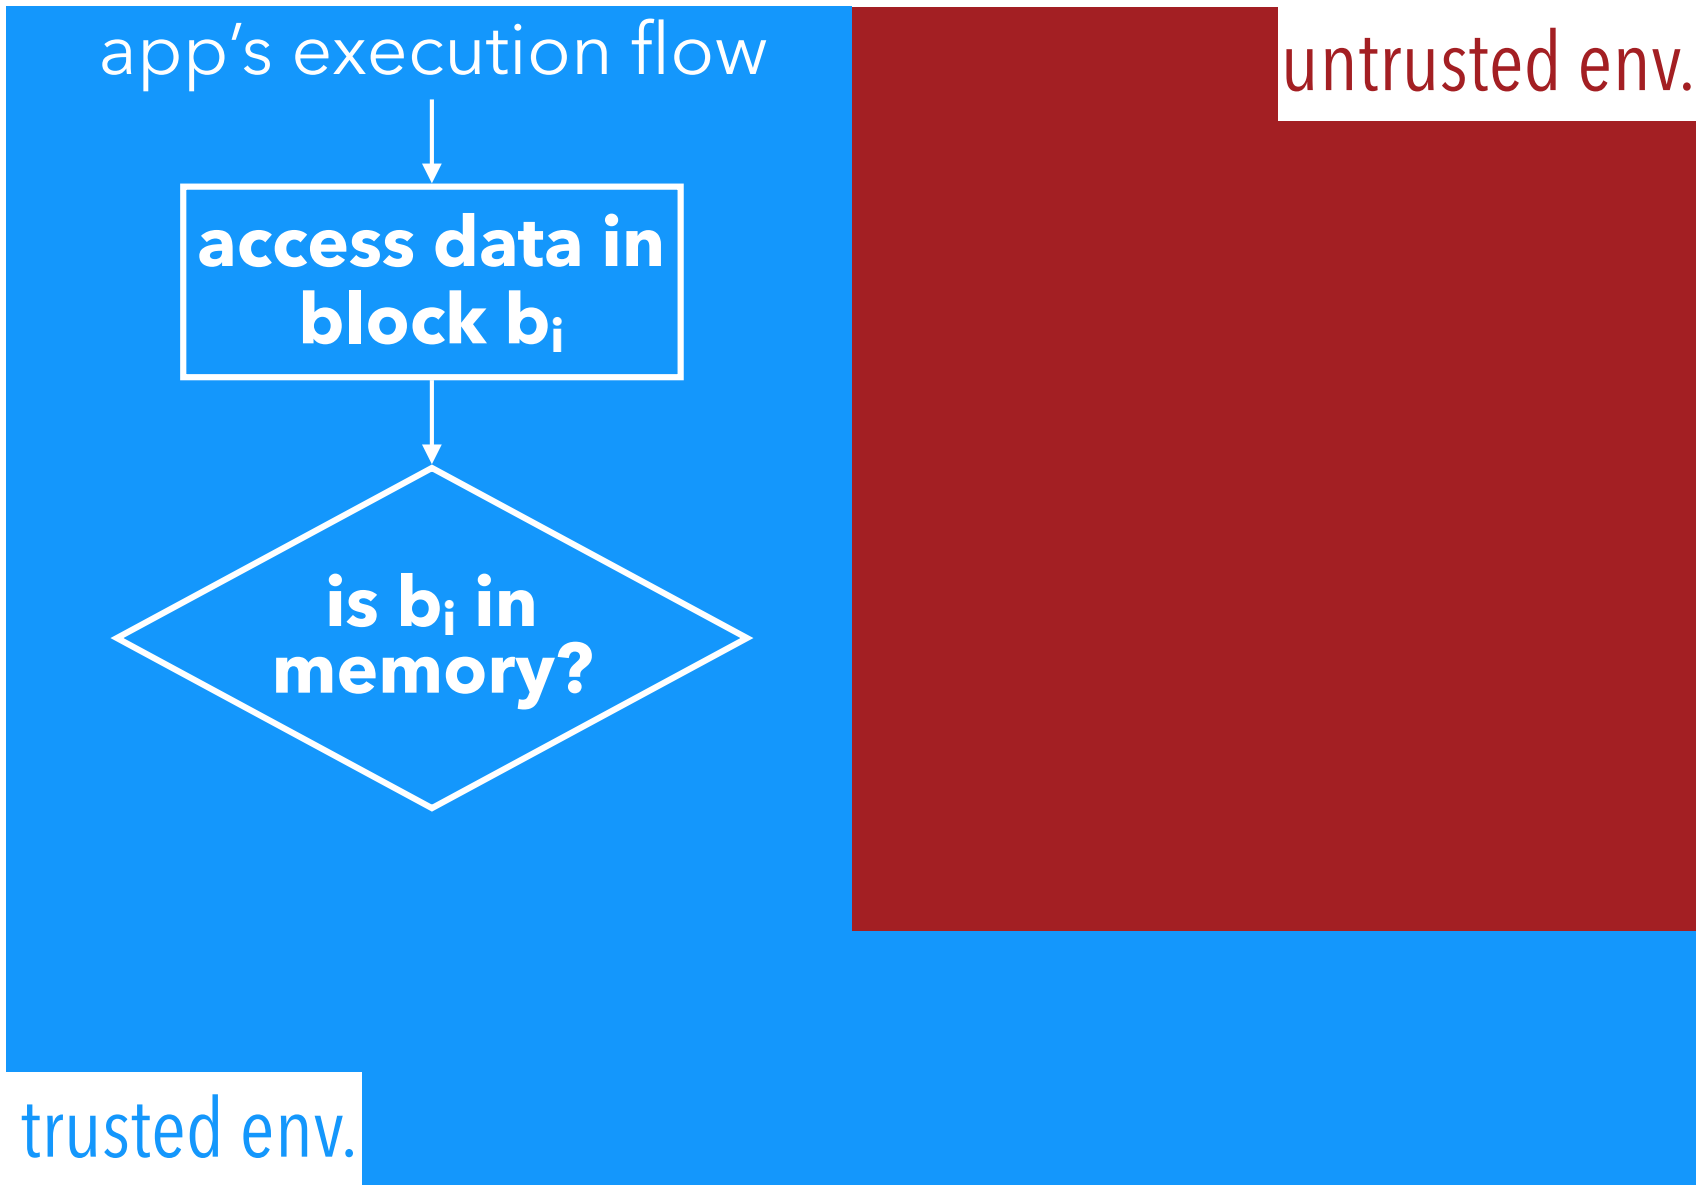 app’s execution flow
untrusted env.
access data in
block bᵢ
is bᵢ in
memory?
trusted env.